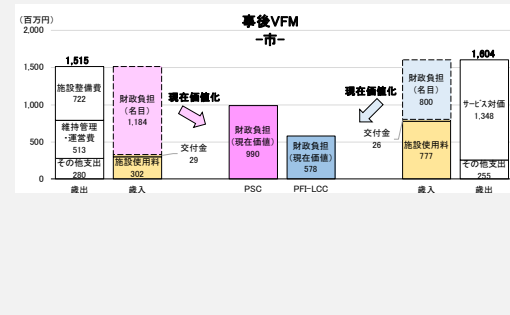 事後VFM
-市-
(百万円)
2,000
1,500
1,000
500
0
1,515
施設整備費
722
維持管理
・運営費
513
その他支出
280
財政負担
(名目)
1,184
施設使用料
302
交付金
29
現在価値化
財政負担
(現在価値)
990
財政負担
(現在価値)
578
現在価値化
交付金
26
財政負担
(名目)
800
施設使用料
777
1,604
サービス対価
1,348
その他支出
255
歳出
歳入
PSC
PFI-LCC
歳入
歳出